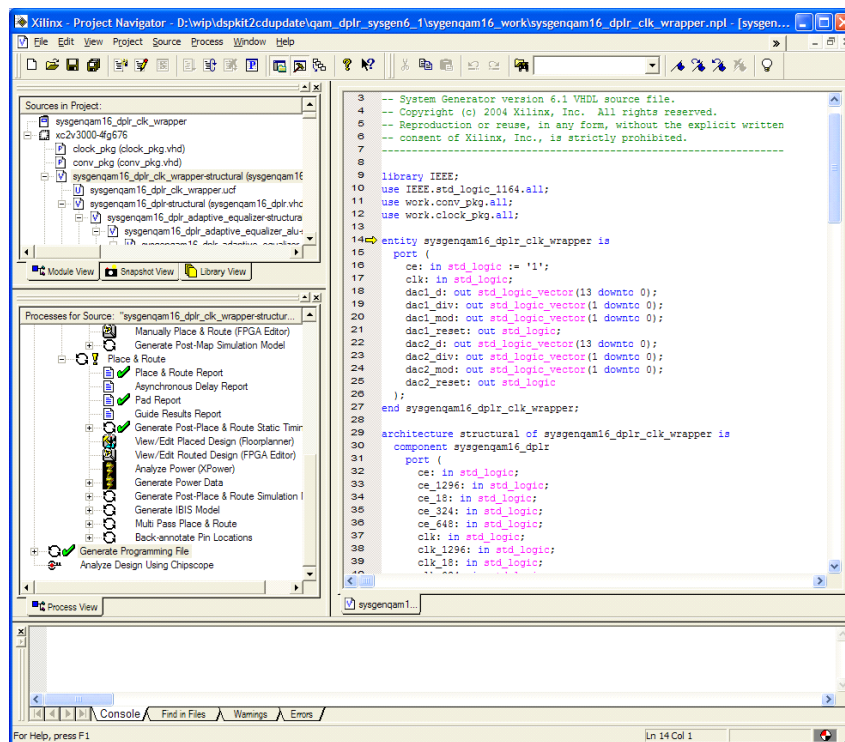 Xilinx - Project Navigator - D:\wip\dspkit2cdupdate\qam_dplr_sysgen6_1\sygenqam16_work\sysgenqam16_dplr_clk_wrapper.npl - [sysgen...
File Edit View Project Source Process Window Help
Sources in Project:
sysgenqam16_dplr_clk_wrapper
xc2v3000-4fg676
clock_pkg (clock_pkg.vhd)
conv_pkg (conv_pkg.vhd)
sysgenqam16_dplr_clk_wrapper-structural (sysgenqam16
sysgenqam16_dplr_clk_wrapper.ucf
sysgenqam16_dplr-structural (sysgenqam16_dplr.vhd
sysgenqam16_dplr_adaptive_equalizer-structura
sysgenqam16_dplr_adaptive_equalizer_alu-s
sysgenqam16_dplr_adaptive_equalizer
Module View Snapshot View Library View
Processes for Source: "sysgenqam16_dplr_clk_wrapper-structur...
Manually Place & Route (FPGA Editor)
Generate Post-Map Simulation Model
Place & Route
Place & Route Report
Asynchronous Delay Report
Pad Report
Guide Results Report
Generate Post-Place & Route Static Timin
View/Edit Placed Design (Floorplanner)
View/Edit Routed Design (FPGA Editor)
Analyze Power (XPower)
Generate Power Data
Generate Post-Place & Route Simulation
Generate IBIS Model
Multi Pass Place & Route
Back-annotate Pin Locations
Generate Programming File
Analyze Design Using Chipscope
Process View
3 -- System Generator version 6.1 VHDL source file.
4 -- Copyright (c) 2004 Xilinx, Inc. All rights reserved.
5 -- Reproduction or reuse, in any form, without the explicit written
6 -- consent of Xilinx, Inc., is strictly prohibited.
7 ----------------------------------------------------------------
8
9 library IEEE;
10 use IEEE.std_logic_1164.all;
11 use work.conv_pkg.all;
12 use work.clock_pkg.all;
13
14 entity sysgenqam16_dplr_clk_wrapper is
15 port (
16 ce: in std_logic := '1';
17 clk: in std_logic;
18 dac1_d: out std_logic_vector(13 downto 0);
19 dac1_div: out std_logic_vector(1 downto 0);
20 dac1_mod: out std_logic_vector(1 downto 0);
21 dac1_reset: out std_logic;
22 dac2_d: out std_logic_vector(13 downto 0);
23 dac2_div: out std_logic_vector(1 downto 0);
24 dac2_mod: out std_logic_vector(1 downto 0);
25 dac2_reset: out std_logic
26 );
27 end sysgenqam16_dplr_clk_wrapper;
28
29 architecture structural of sysgenqam16_dplr_clk_wrapper is
30 component sysgenqam16_dplr
31 port (
32 ce: in std_logic;
33 ce_1296: in std_logic;
34 ce_18: in std_logic;
35 ce_324: in std_logic;
36 ce_648: in std_logic;
37 clk: in std_logic;
38 clk_1296: in std_logic;
39 clk_18: in std_logic;
sysgenqam1...
Console Find in Files Warnings Errors
For Help, press F1
Ln 14 Col 1